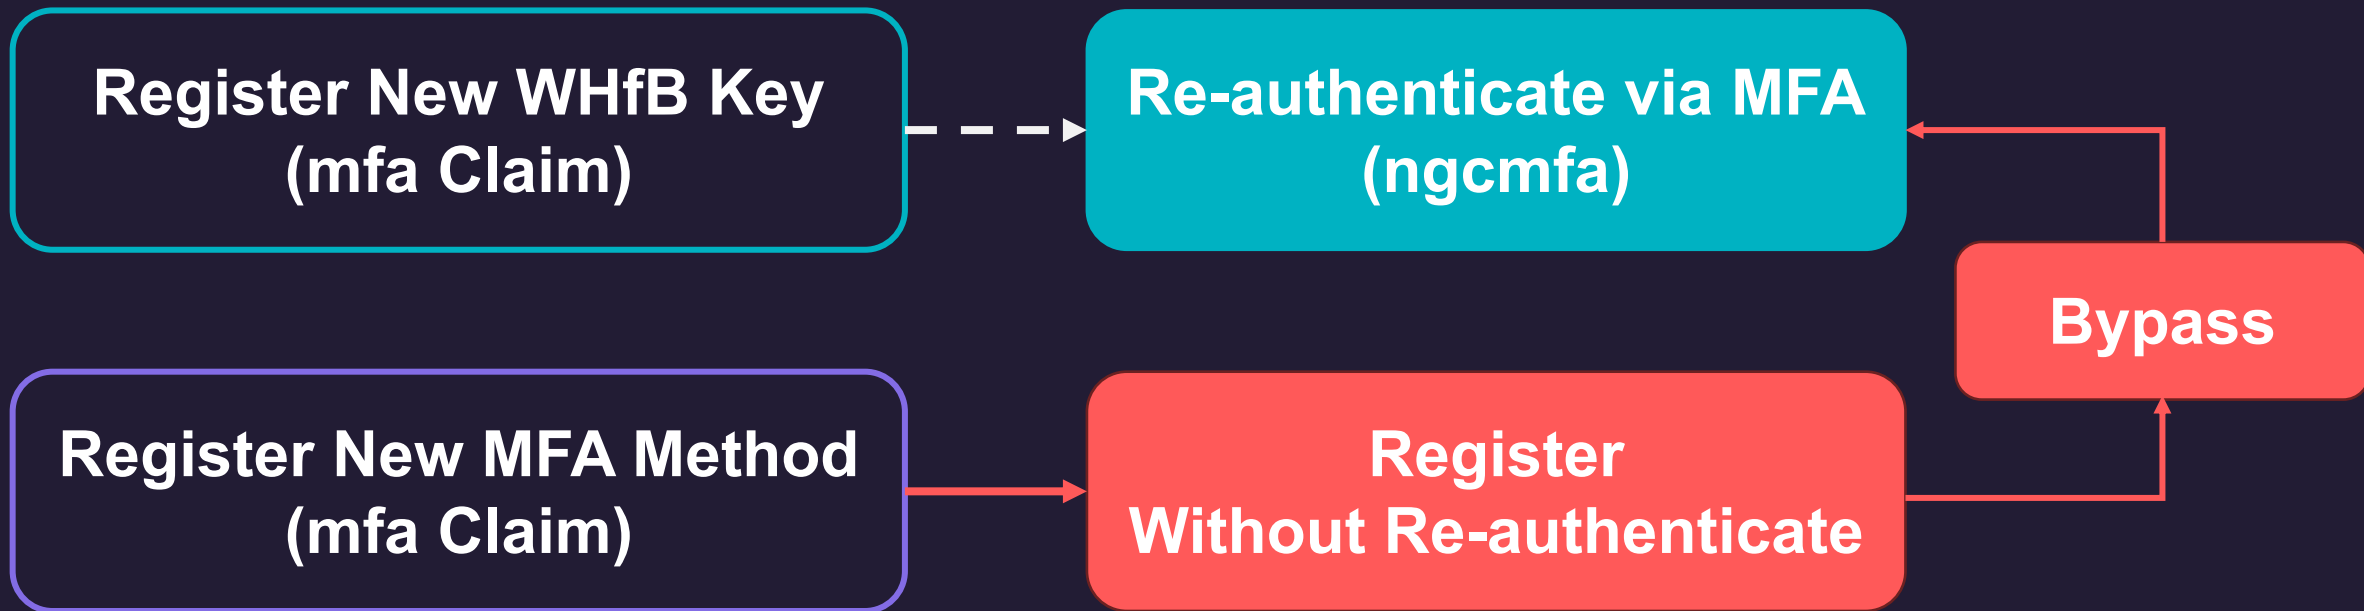 Register New WHfB Key
(mfa Claim)
Re-authenticate via MFA
(ngcmfa)
Bypass
Register New MFA Method
(mfa Claim)
Register
Without Re-authenticate